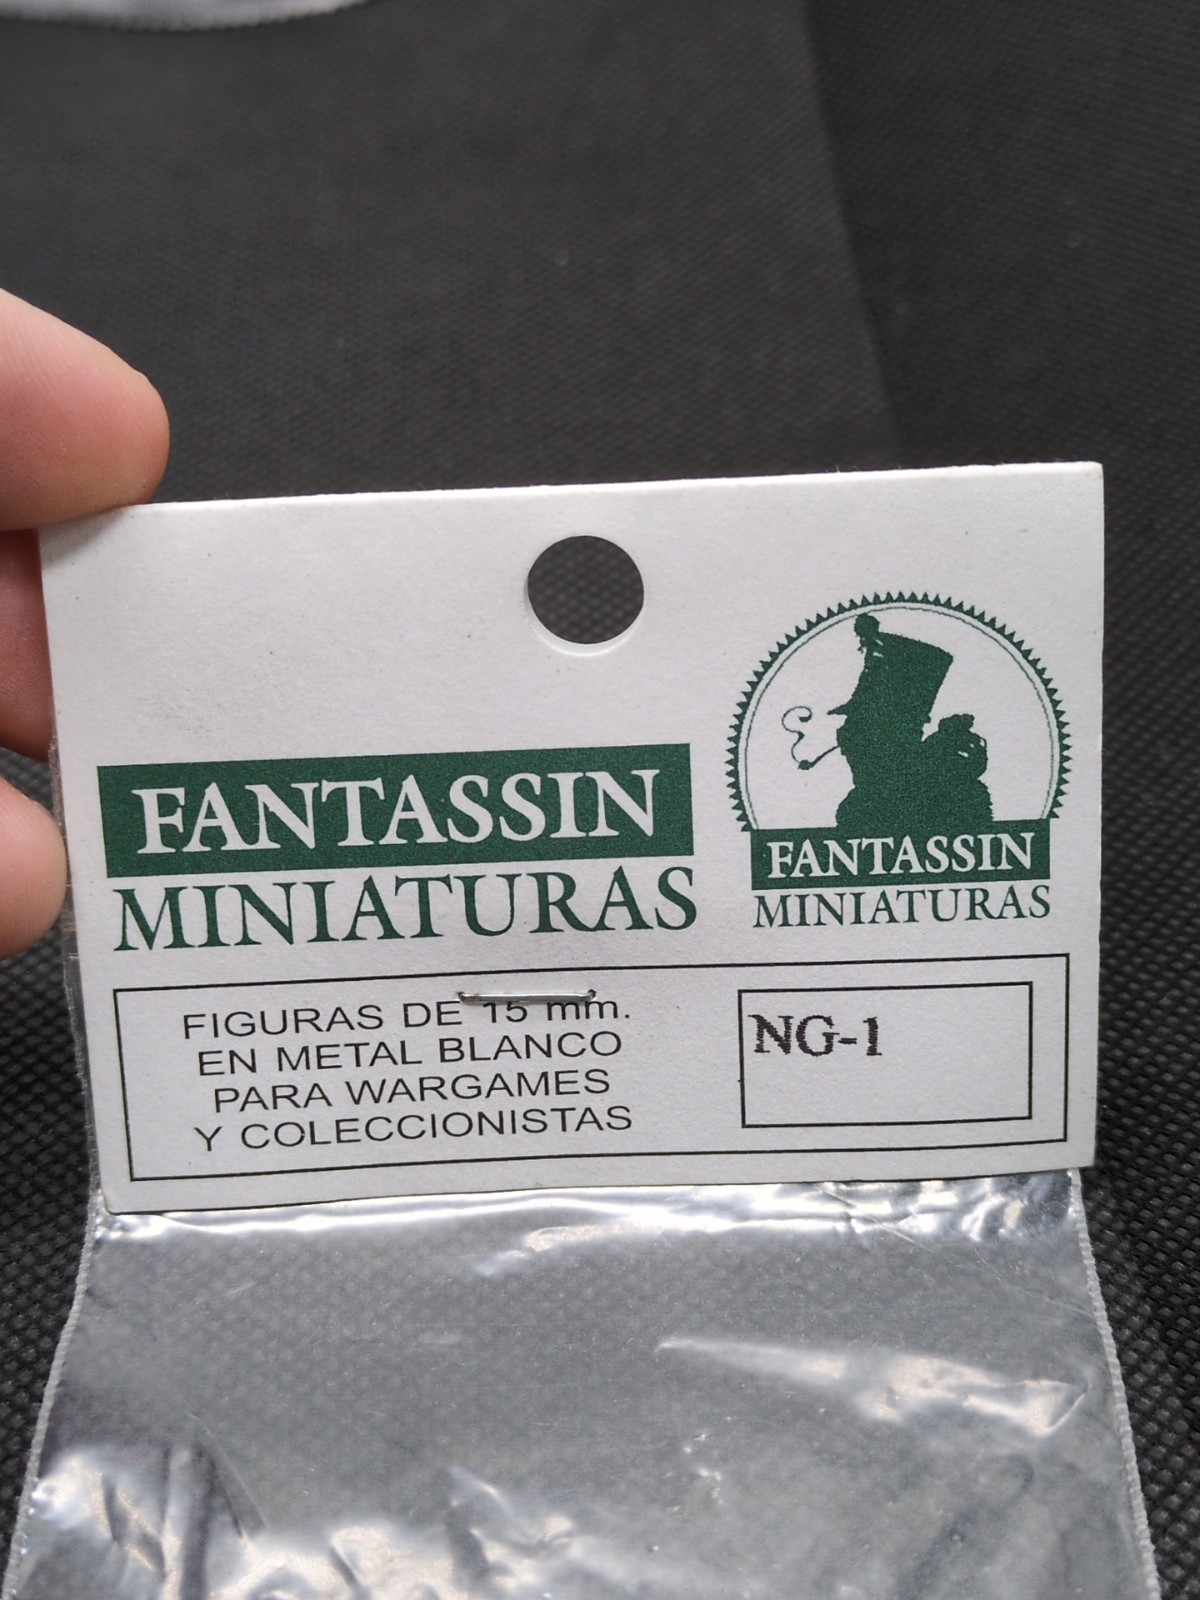 FANTASSIN
MINIATURAS
FANTASSIN
MINIATURAS
FIGURAS DE 15 mm.
EN METAL BLANCO
PARA WARGAMES
Y COLECCIONISTAS
NG-1